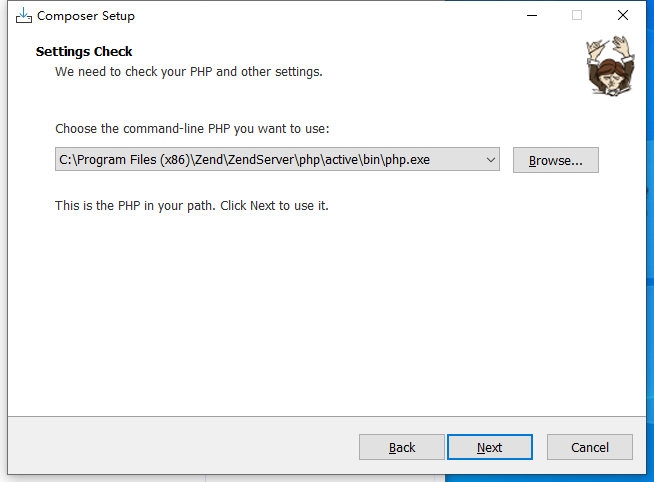 Composer Setup
Settings Check
We need to check your PHP and other settings.
Choose the command-line PHP you want to use:
C:\Program Files (x86)\Zend\ZendServer\php\active\bin\php.exe
Browse...
This is the PHP in your path. Click Next to use it.
Back
Next
Cancel